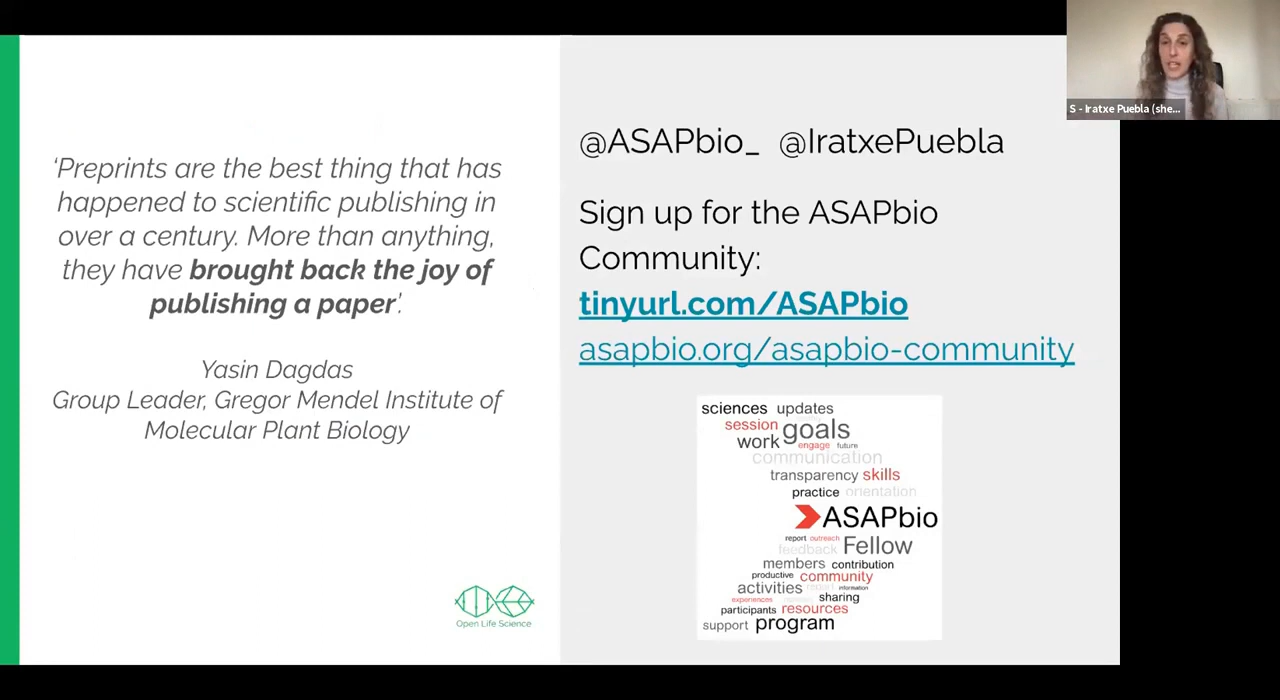 ‘Preprints are the best thing that has
happened to scientific publishing in
over a century. More than anything,
they have brought back the joy of
publishing a paper’.
Yasin Dagdas
Group Leader, Gregor Mendel Institute of
Molecular Plant Biology
Open Life Science
@ASAPbio_ @IratxePuebla
Sign up for the ASAPbio
Community:
tinyurl.com/ASAPbio
asapbio.org/asapbio-community
sciences updates
session goals
work engage future
communication
transparency skills
practice orientation
ASAPbio
report outreach
feedback Fellow
members contribution
productive community
activities report information
experiences sharing
participants resources
support program
S - Iratxe Puebla (she...